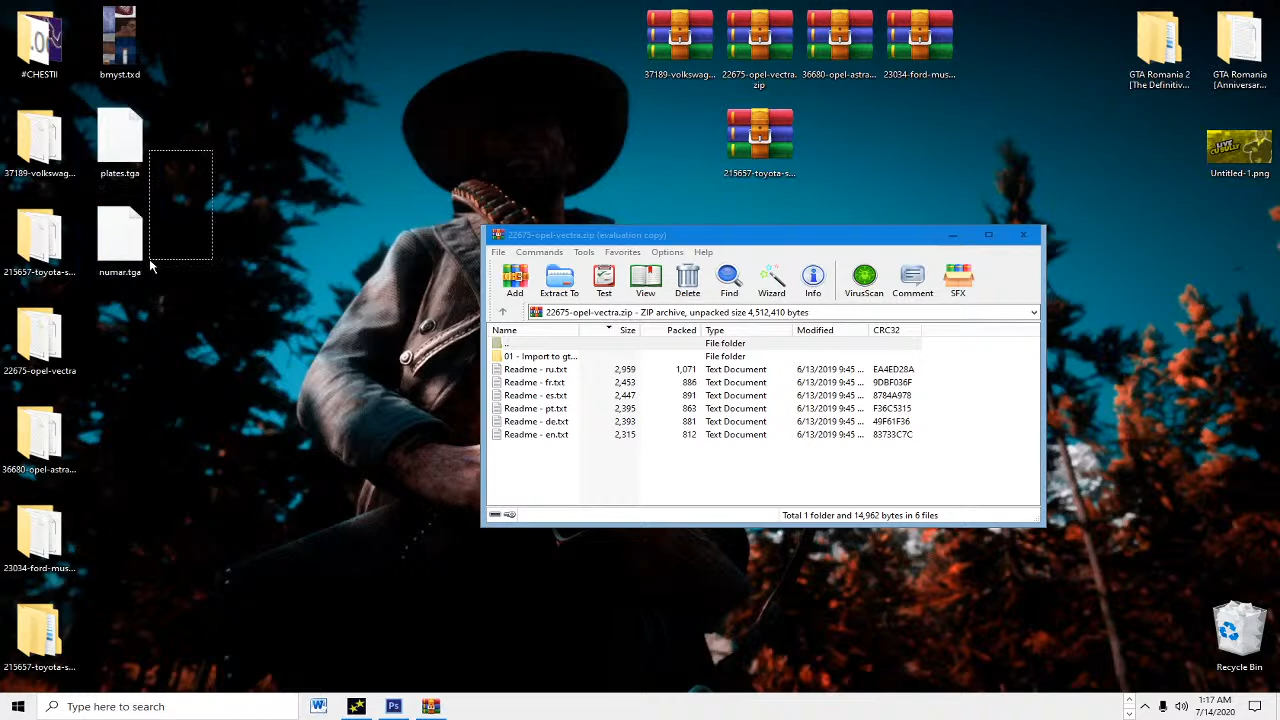 #CHESTII
bmyst.txd
37189-volkswag...
22675-opel-vectra.
zip
36680-opel-astra...
23034-ford-mus...
GTA Romania 2
[The Definitiv...
GTA Romania
[Anniversar...
37189-volkswag...
plates.tga
215657-toyota-s...
Untitled-1.png
215657-toyota-s...
numar.tga
22675-opel-vectra
36680-opel-astra...
23034-ford-mus...
215657-toyota-s...
22675-opel-vectra.zip (evaluation copy)
File Commands Tools Favorites Options Help
Add Extract To Test View Delete Find Wizard Info VirusScan Comment SFX
22675-opel-vectra.zip - ZIP archive, unpacked size 4,512,410 bytes
Name Size Packed Type Modified CRC32
.. File folder
01 - Import to gt... File folder
Readme - ru.txt 2,959 1,071 Text Document 6/13/2019 9:45 ... EA4ED28A
Readme - fr.txt 2,453 886 Text Document 6/13/2019 9:45 ... 9DBF036F
Readme - es.txt 2,447 891 Text Document 6/13/2019 9:45 ... 8784A978
Readme - pt.txt 2,395 863 Text Document 6/13/2019 9:45 ... F36C5315
Readme - de.txt 2,393 881 Text Document 6/13/2019 9:45 ... 49F61F36
Readme - en.txt 2,315 812 Text Document 6/13/2019 9:45 ... 83733C7C
Total 1 folder and 14,962 bytes in 6 files
Recycle Bin
Type here to search
1:17 AM
7/14/2020